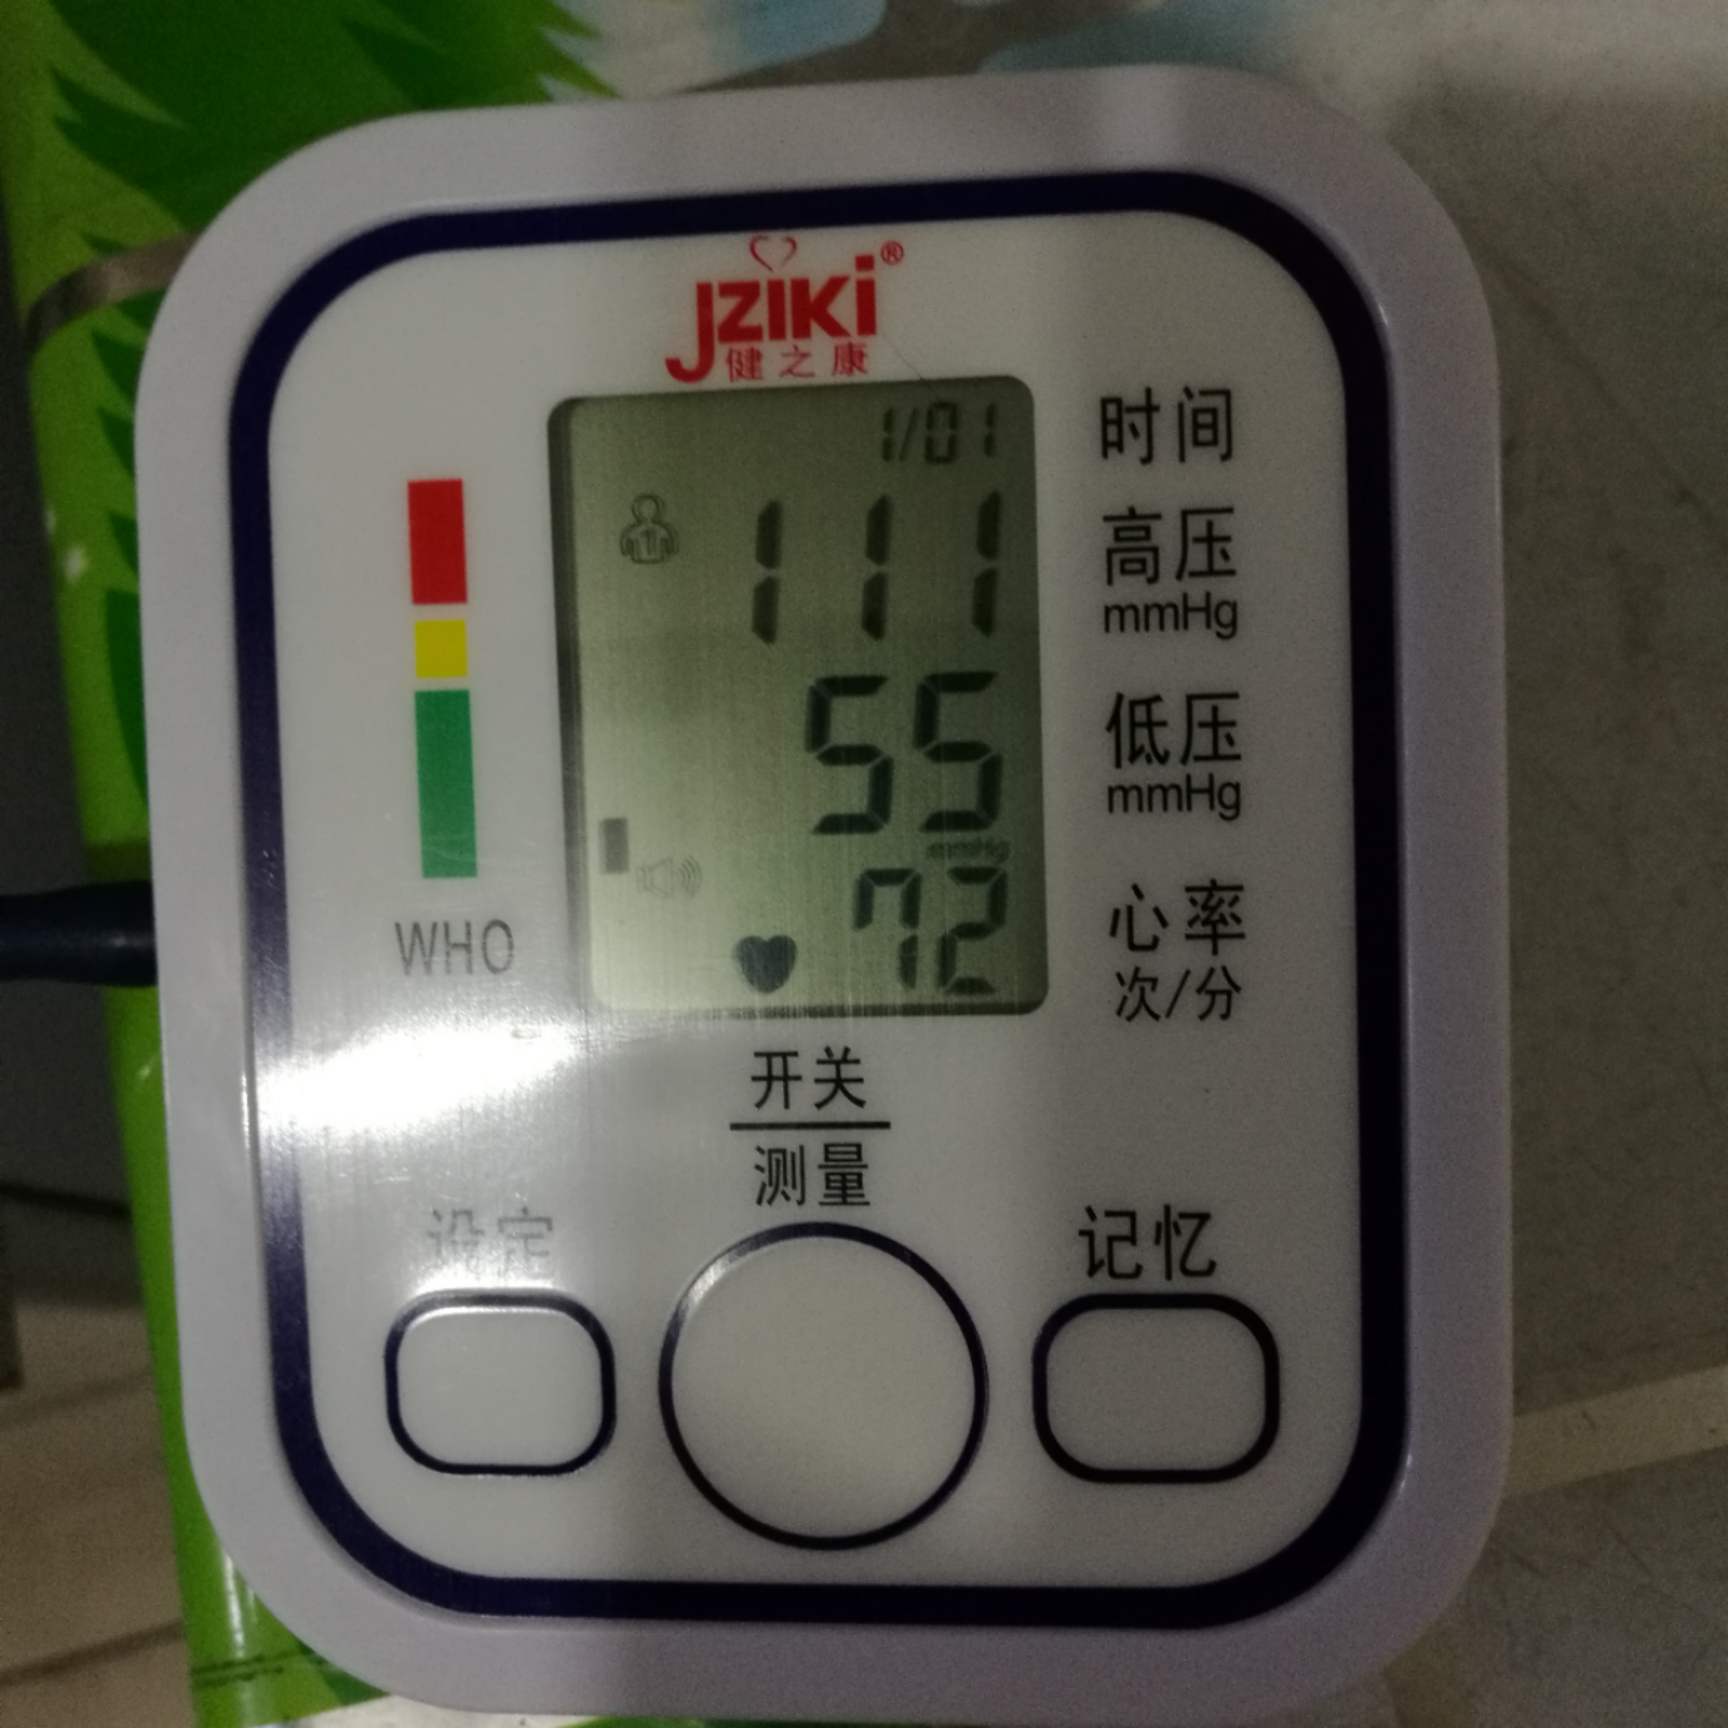 JZIKI®
健之康
1/01
时间
111
高压
mmHg
55
低压
mmHg
mmHg
72
心率
次/分
WHO
开关
测量
设定
记忆